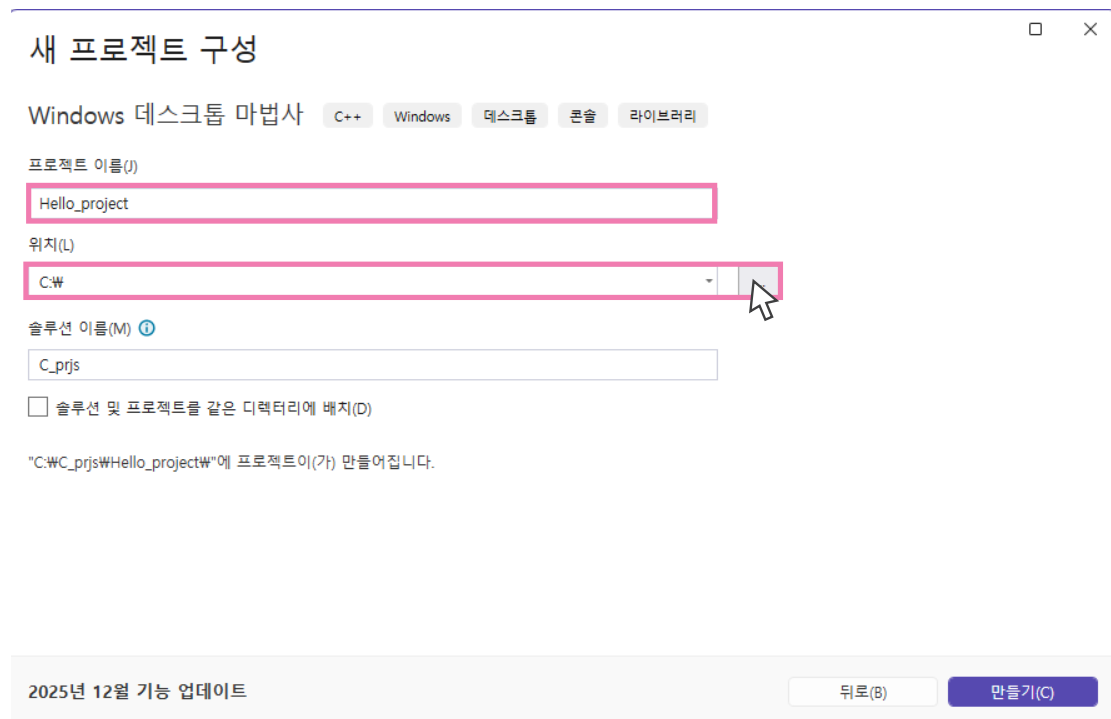 새 프로젝트 구성
Windows 데스크톱 마법사 C++ Windows 데스크톱 콘솔 라이브러리
프로젝트 이름(J)
Hello_project
위치(L)
C:₩
솔루션 이름(M)
C_prjs
솔루션 및 프로젝트를 같은 디렉터리에 배치(D)
"C:₩C_prjs₩Hello_project₩"에 프로젝트이(가) 만들어집니다.
2025년 12월 기능 업데이트
뒤로(B) 만들기(C)